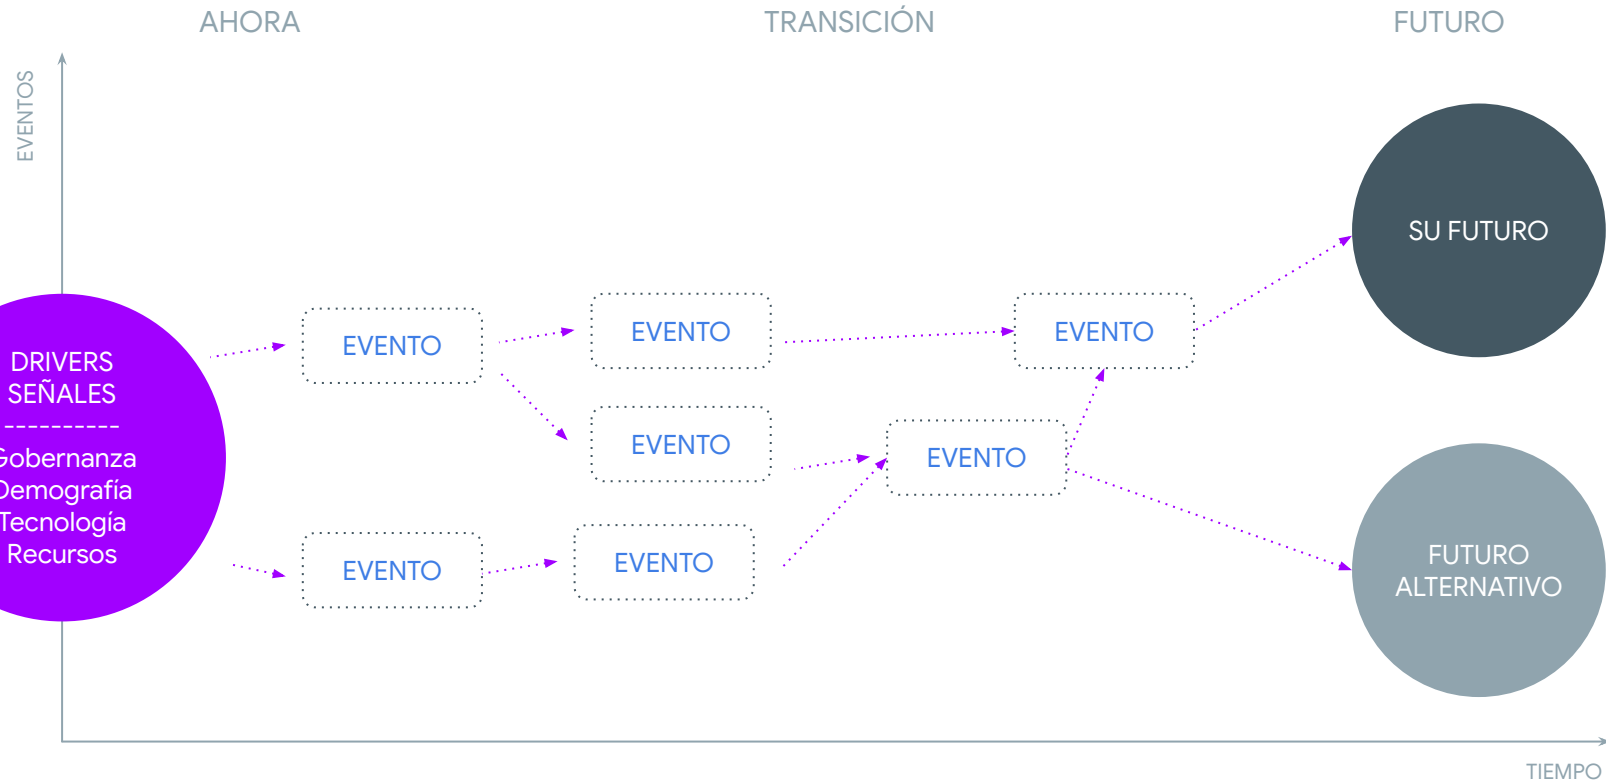 AHORA
TRANSICIÓN
FUTURO
EVENTOS
SU FUTURO
EVENTO
EVENTO
EVENTO
DRIVERS
SEÑALES
----------
Gobernanza
Demografía
Tecnología
Recursos
EVENTO
EVENTO
EVENTO
EVENTO
EVENTO
FUTURO
ALTERNATIVO
TIEMPO